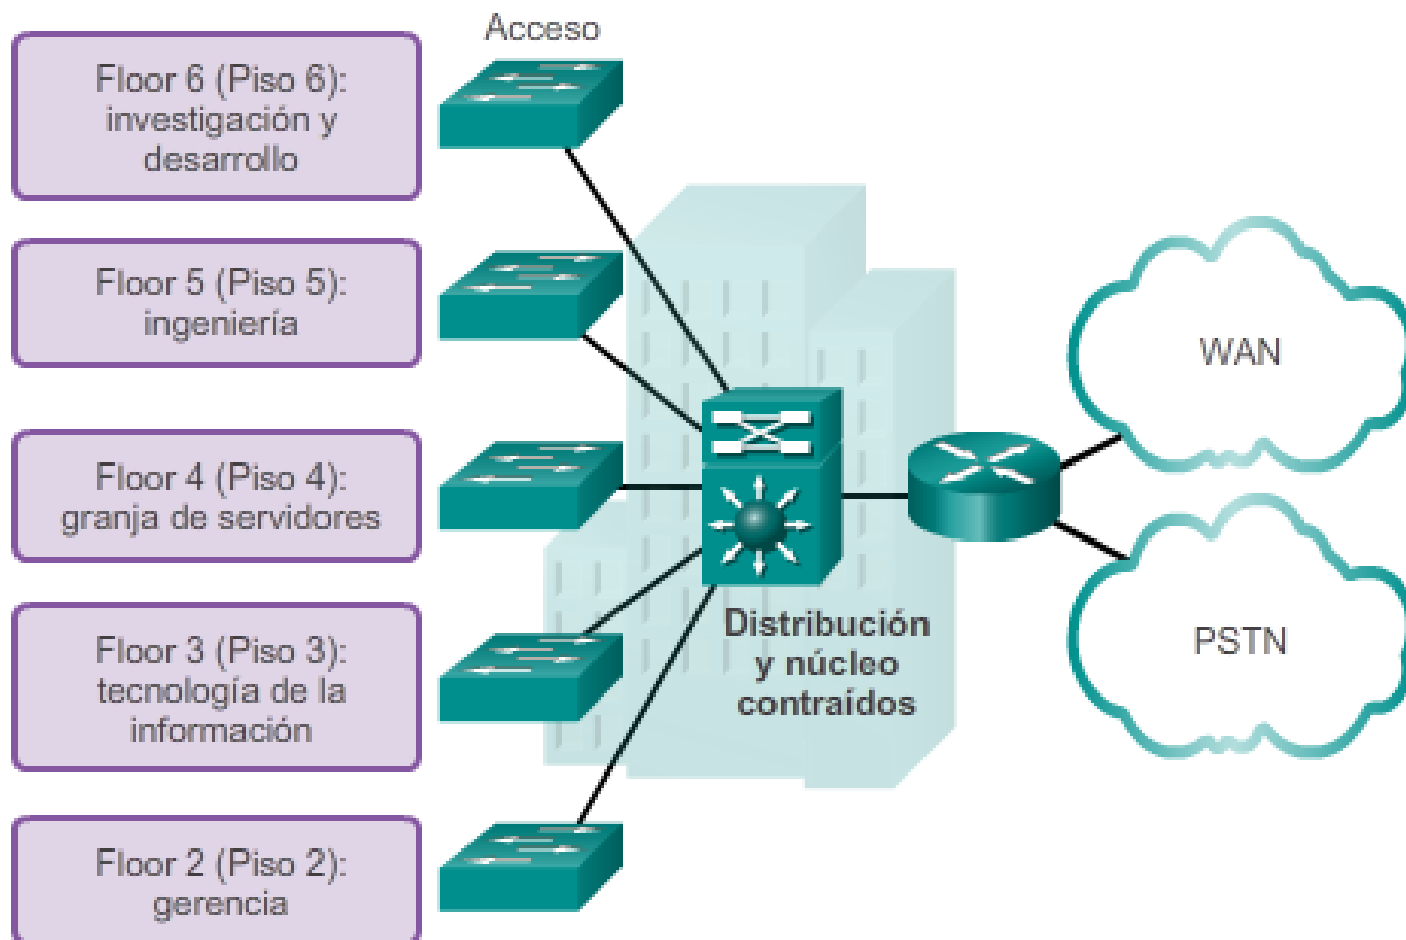 Acceso
Floor 6 (Piso 6):
investigación y
desarrollo
Floor 5 (Piso 5):
ingeniería
Floor 4 (Piso 4):
granja de servidores
Floor 3 (Piso 3):
tecnología de la
información
Floor 2 (Piso 2):
gerencia
Distribución
y núcleo
contraídos
WAN
PSTN